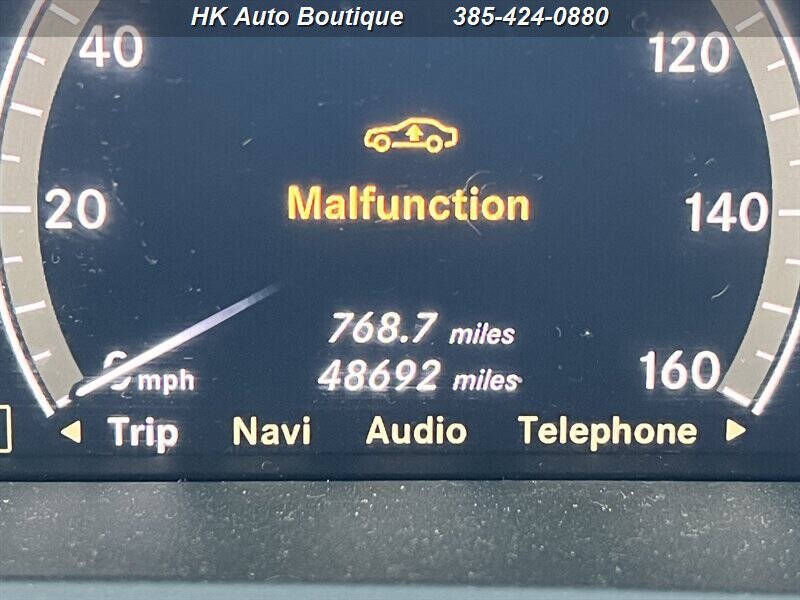 HK Auto Boutique 385-424-0880
40 120
Malfunction
20 140
768.7 miles
0 mph 48692 miles 160
Trip Navi Audio Telephone